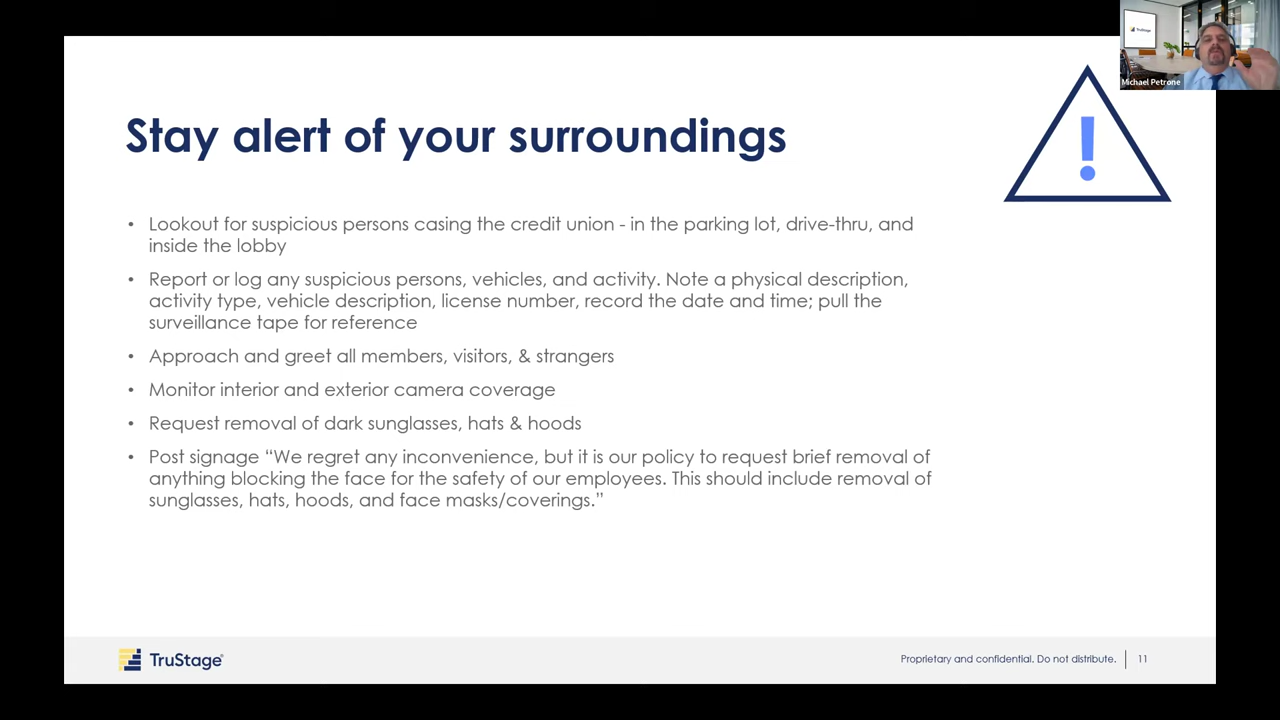 TruStage
Michael Petrone
Stay alert of your surroundings
!
• Lookout for suspicious persons casing the credit union - in the parking lot, drive-thru, and
inside the lobby
• Report or log any suspicious persons, vehicles, and activity. Note a physical description,
activity type, vehicle description, license number, record the date and time; pull the
surveillance tape for reference
• Approach and greet all members, visitors, & strangers
• Monitor interior and exterior camera coverage
• Request removal of dark sunglasses, hats & hoods
• Post signage “We regret any inconvenience, but it is our policy to request brief removal of
anything blocking the face for the safety of our employees. This should include removal of
sunglasses, hats, hoods, and face masks/coverings.”
TruStage®
Proprietary and confidential. Do not distribute. | 11